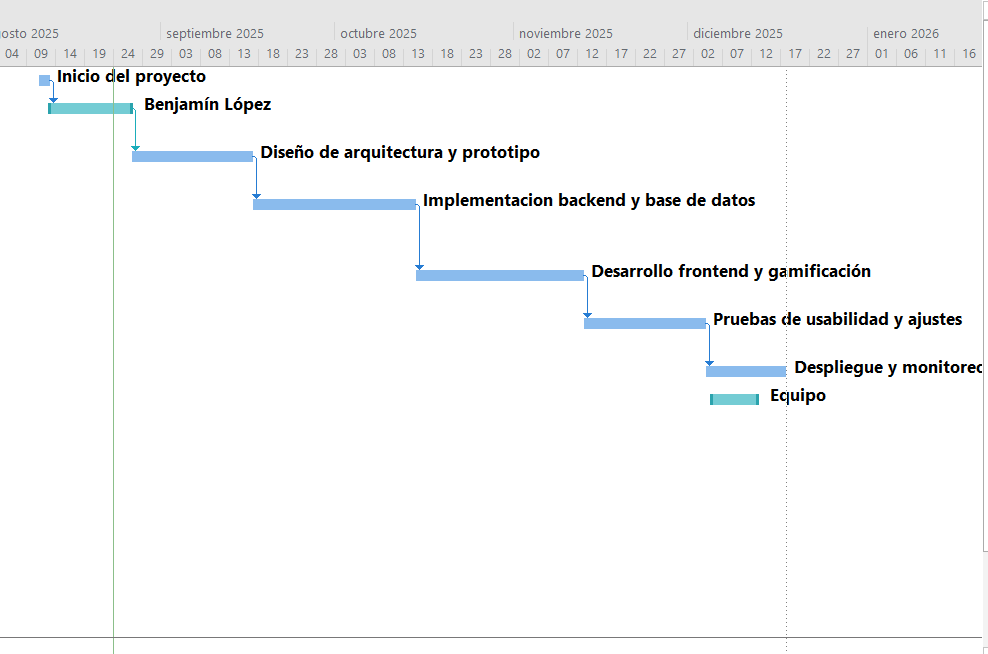 osto 2025 septiembre 2025 octubre 2025 noviembre 2025 diciembre 2025 enero 2026
04 09 14 19 24 29 03 08 13 18 23 28 03 08 13 18 23 28 02 07 12 17 22 27 02 07 12 17 22 27 01 06 11 16
Inicio del proyecto
Benjamín López
Diseño de arquitectura y prototipo
Implementacion backend y base de datos
Desarrollo frontend y gamificación
Pruebas de usabilidad y ajustes
Despliegue y monitoreo
Equipo